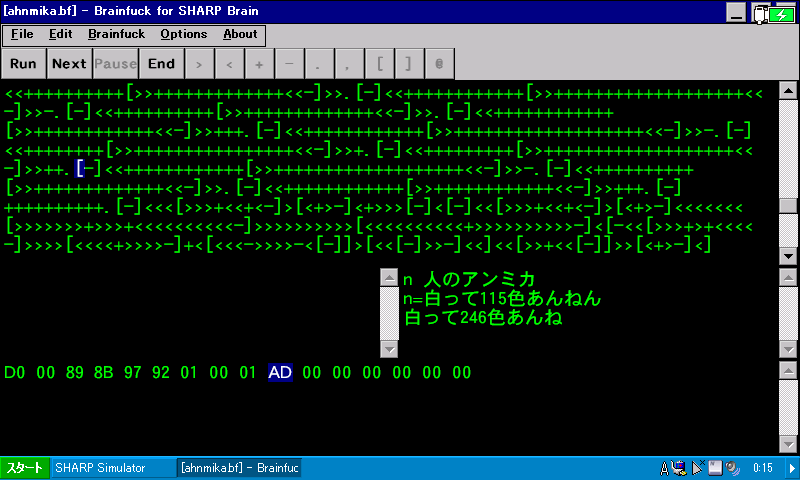 [ahnmika.bf] - Brainfuck for SHARP Brain
File Edit Brainfuck Options About
Run Next Pause End > < + - . , [ ] @
<<++++++++++[>>+++++++++++++<<-]>>.[-]<<++++++++++++[>>+++++++++++++++++++<<
-]>>-.[-]<<++++++++++[>>+++++++++++++<<-]>>.[-]<<++++++++++++
[>>++++++++++++<<-]>>+++.[-]<<++++++++++++[>>+++++++++++++++++++<<-]>>-.[-]
<<++++++++[>>++++++++++++++++<<-]>>+.[-]<<+++++++++[>>+++++++++++++++++++<<
-]>>++.[-]<<++++++++++++[>>+++++++++++++++++++<<-]>>-.[-]<<++++++++++
[>>+++++++++++++<<-]>>.[-]<<++++++++++++[>>++++++++++++<<-]>>+++.[-]
++++++++++.[-]<<<[>>>+<<+<-]>[<+>-]<+>>>[-]<[-]<<[>>>+<<+<-]>[<+>-]<<<<<<<
[>>>>>>>+>>>+<<<<<<<<<<-]>>>>>>>>>>[<<<<<<<<<<+>>>>>>>>>>-]<[-<<[>>>+>+<<<<
-]>>>>[<<<<+>>>>-]+<[<<<->>>>-<[-]]>[<<[-]>>-]<<]<<[>>+<<[-]]>>[<+>-]<]
n 人のアンミカ
n=白って115色あんねん
白って246色あんね
D0 00 89 8B 97 92 01 00 01 AD 00 00 00 00 00 00
スタート SHARP Simulator [ahnmika.bf] - Brainfuc A 0:15